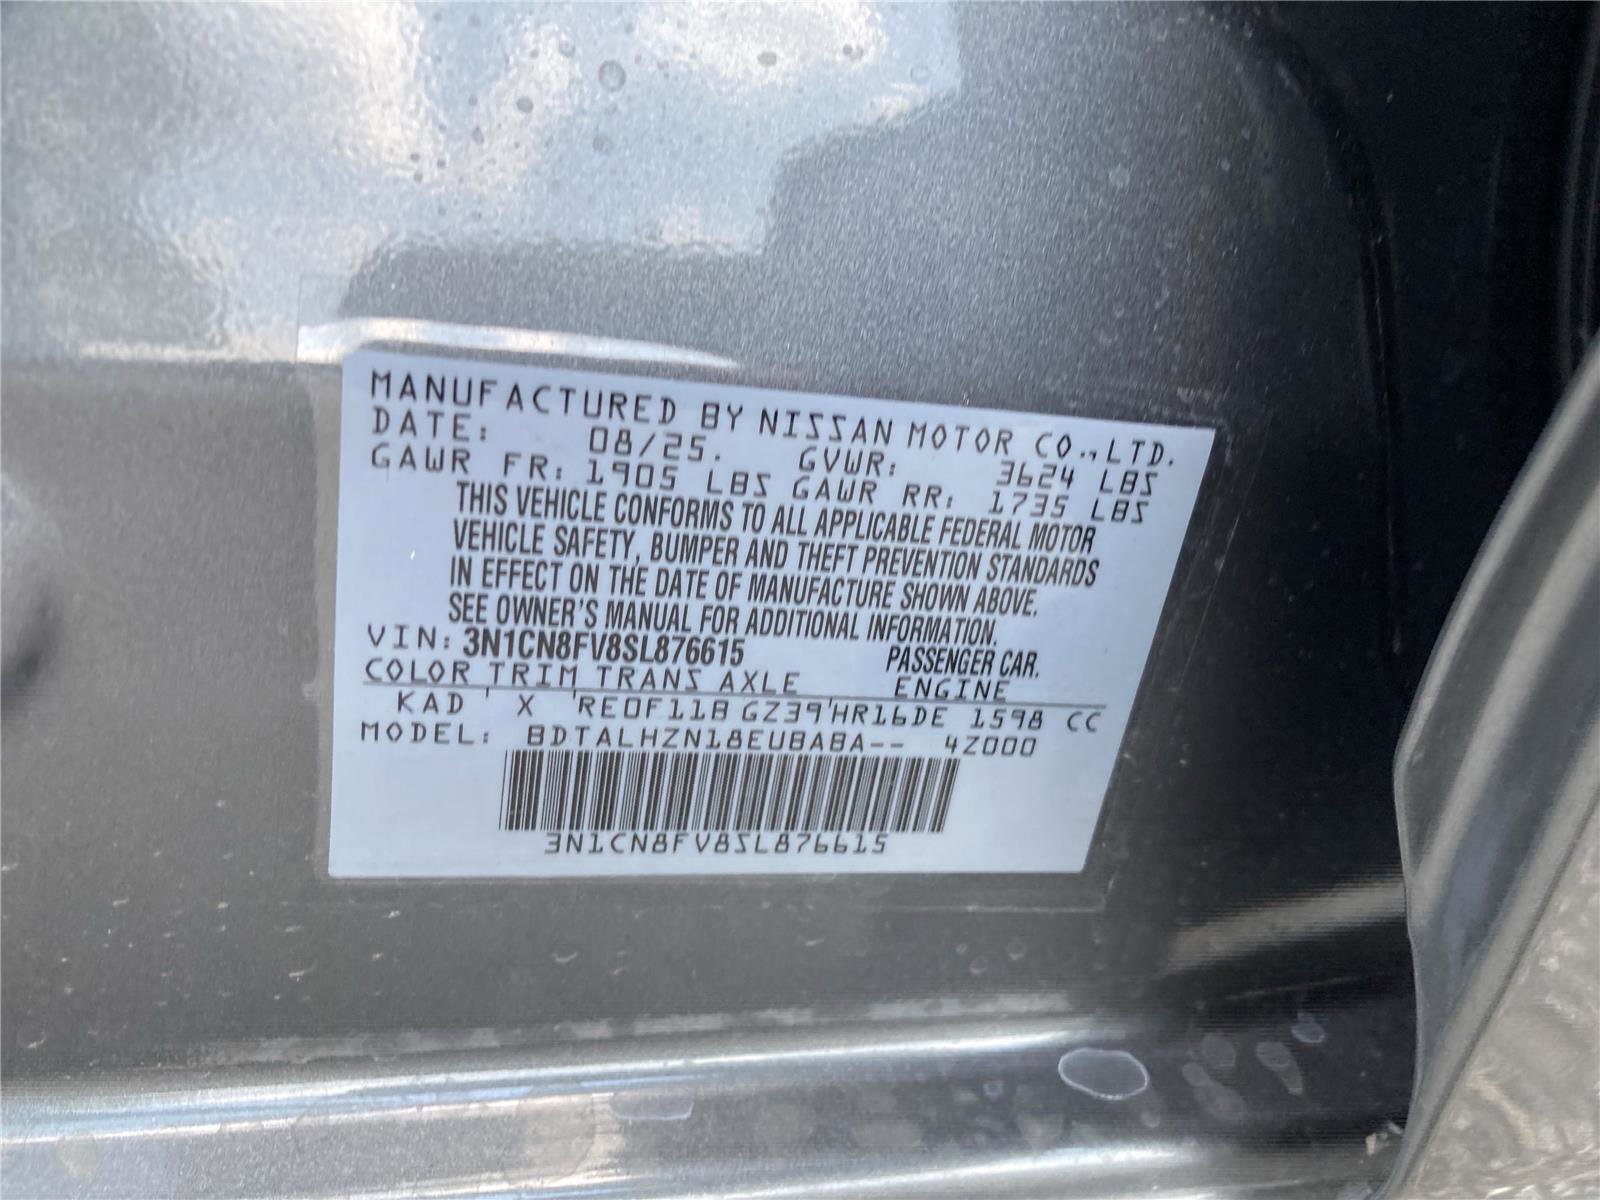 MANUFACTURED BY NISSAN MOTOR CO.,LTD.
DATE: 08/25. GVWR: 3624 LBS
GAWR FR: 1905 LBS GAWR RR: 1735 LBS
THIS VEHICLE CONFORMS TO ALL APPLICABLE FEDERAL MOTOR
VEHICLE SAFETY, BUMPER AND THEFT PREVENTION STANDARDS
IN EFFECT ON THE DATE OF MANUFACTURE SHOWN ABOVE.
SEE OWNER'S MANUAL FOR ADDITIONAL INFORMATION.
VIN: 3N1CN8FV8SL876615 PASSENGER CAR.
COLOR TRIM TRANS AXLE ENGINE
KAD X RE0F11B GZ39 HR16DE 1598 CC
MODEL: BDTALHZN18EUBABA-- 4Z000
3N1CN8FV8SL876615